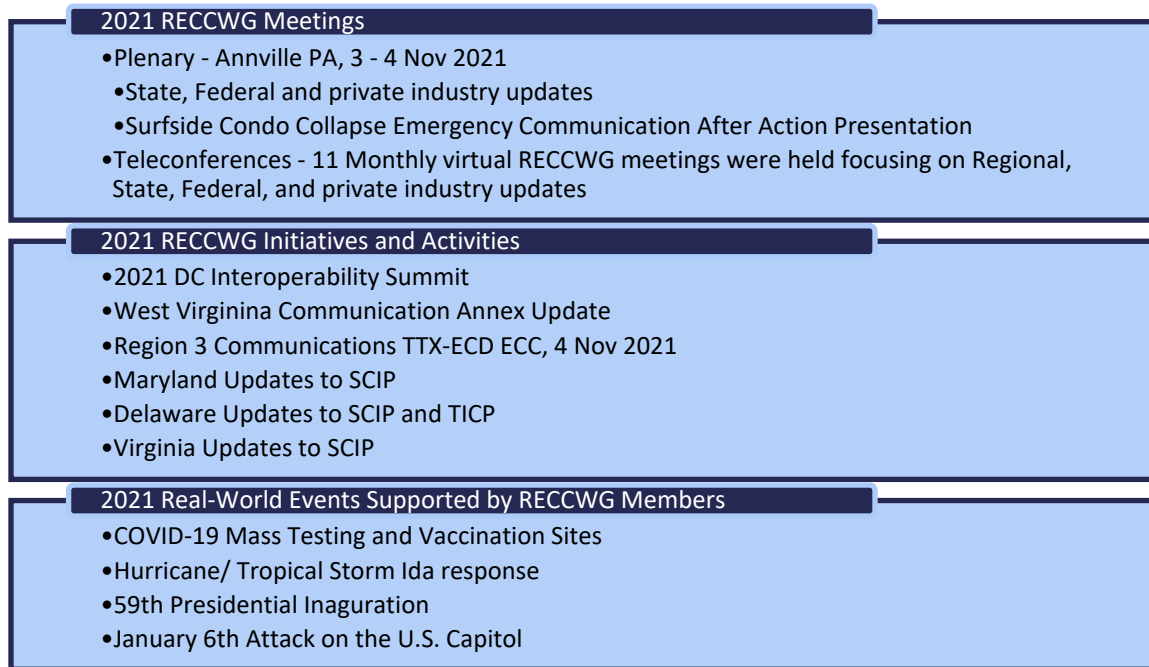 2021 RECCWG Meetings
•Plenary - Annville PA, 3 - 4 Nov 2021
•State, Federal and private industry updates
•Surfside Condo Collapse Emergency Communication After Action Presentation
•Teleconferences - 11 Monthly virtual RECCWG meetings were held focusing on Regional,
State, Federal, and private industry updates
2021 RECCWG Initiatives and Activities
•2021 DC Interoperability Summit
•West Virginina Communication Annex Update
•Region 3 Communications TTX-ECD ECC, 4 Nov 2021
•Maryland Updates to SCIP
•Delaware Updates to SCIP and TICP
•Virginia Updates to SCIP
2021 Real-World Events Supported by RECCWG Members
•COVID-19 Mass Testing and Vaccination Sites
•Hurricane/ Tropical Storm Ida response
•59th Presidential Inaguration
•January 6th Attack on the U.S. Capitol